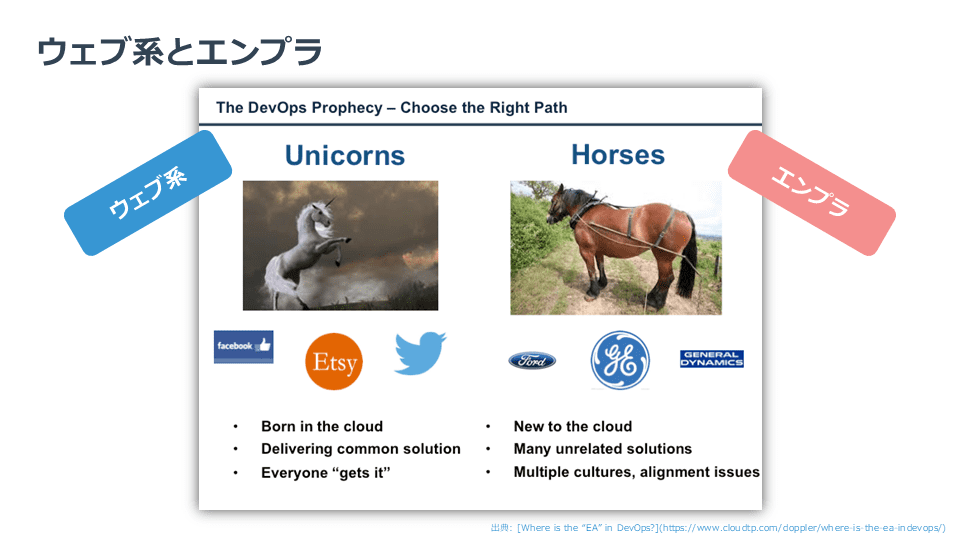 ウェブ系とエンプラ
The DevOps Prophecy – Choose the Right Path
ウェブ系
エンプラ
Unicorns
Horses
facebook
Etsy
Ford
GE
GENERAL DYNAMICS
• Born in the cloud
• Delivering common solution
• Everyone “gets it”
• New to the cloud
• Many unrelated solutions
• Multiple cultures, alignment issues
出典: [Where is the “EA” in DevOps?](https://www.cloudtp.com/doppler/where-is-the-ea-indevops/)